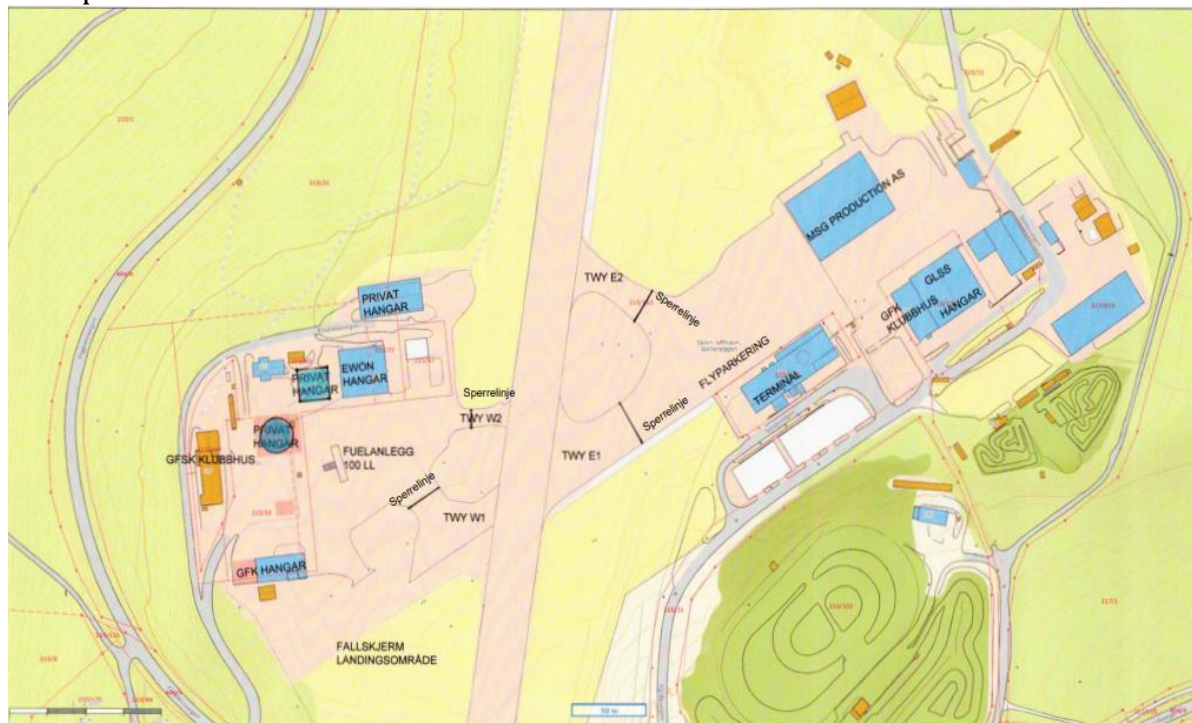 MSG PRODUCTION AS
TWY E2
Sperrelinje
GLSS
HANGAR
GFK
KLUBBHUS
PRIVAT
HANGAR
FLYPARKERING
TERMINAL
EWON
HANGAR
PRIVAT
HANGAR
Sperrelinje
TWY W2
Sperrelinje
PRIVAT
HANGAR
GFSK KLUBBHUS
FUELANLEGG
100 LL
TWY E1
Sperrelinje
TWY W1
GFK HANGAR
FALLSKJERM
LANDINGSOMRÅDE
50 m